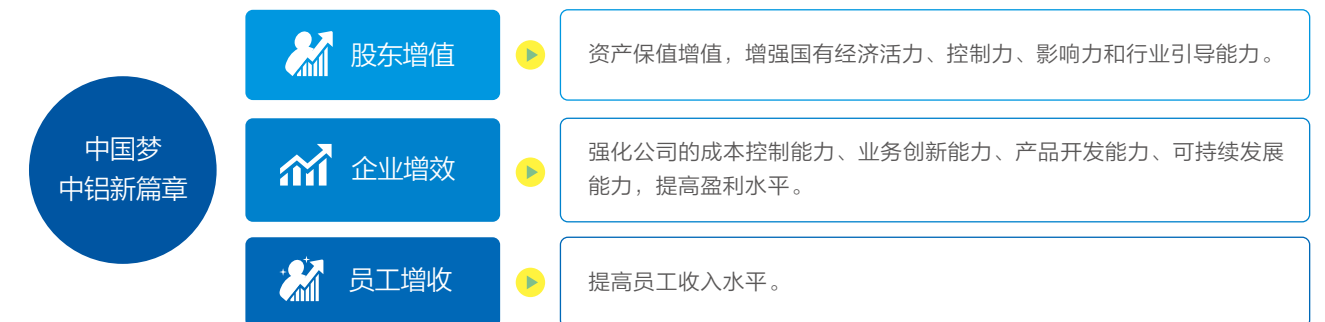 中国梦
中铝新篇章
股东增值
资产保值增值，增强国有经济活力、控制力、影响力和行业引导能力。
企业增效
强化公司的成本控制能力、业务创新能力、产品开发能力、可持续发展
能力，提高盈利水平。
员工增收
提高员工收入水平。